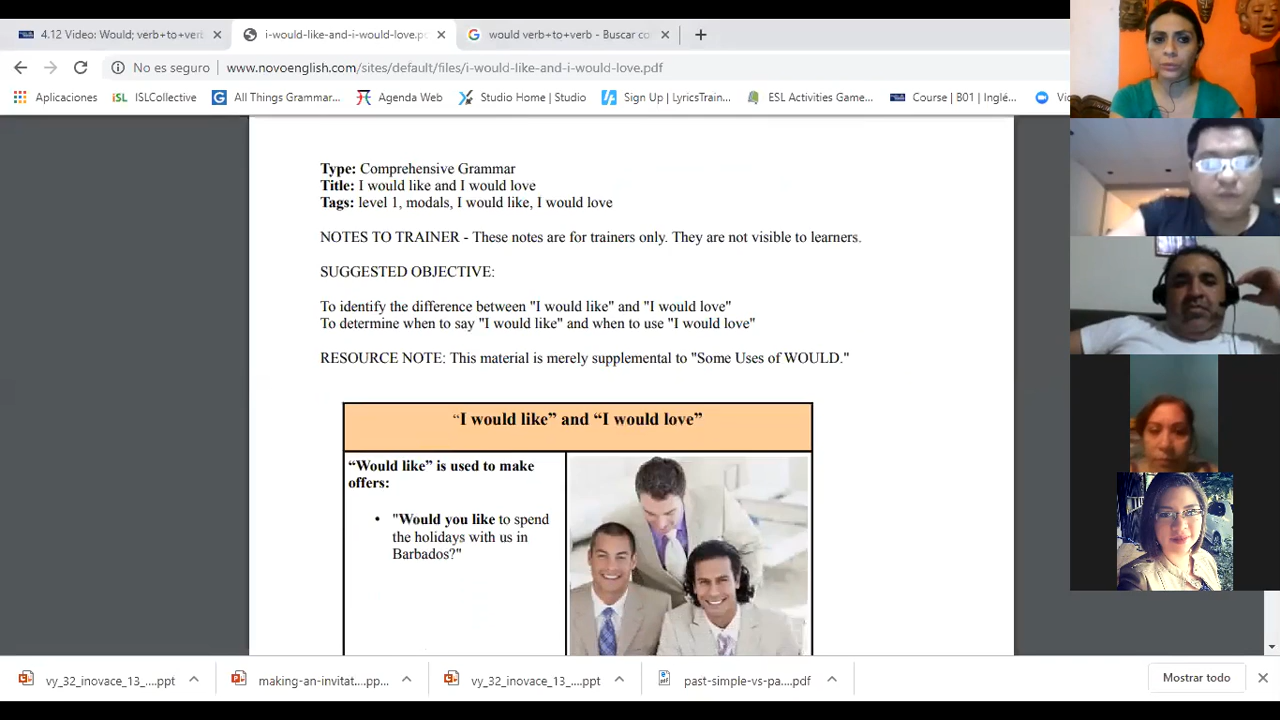 4.12 Video: Would; verb+to+verb
i-would-like-and-i-would-love.pd
would verb+to+verb - Buscar co
No es seguro
www.novoenglish.com/sites/default/files/i-would-like-and-i-would-love.pdf
Aplicaciones
iSL ISLCollective
All Things Grammar...
Agenda Web
Studio Home | Studio
Sign Up | LyricsTrain...
ESL Activities Game...
Course | B01 | Inglé...
Type: Comprehensive Grammar
Title: I would like and I would love
Tags: level 1, modals, I would like, I would love
NOTES TO TRAINER - These notes are for trainers only. They are not visible to learners.
SUGGESTED OBJECTIVE:
To identify the difference between "I would like" and "I would love"
To determine when to say "I would like" and when to use "I would love"
RESOURCE NOTE: This material is merely supplemental to "Some Uses of WOULD."
“I would like” and “I would love”
“Would like” is used to make
offers:
• "Would you like to spend
the holidays with us in
Barbados?"
vy_32_inovace_13_....ppt
making-an-invitat....pp...
vy_32_inovace_13_....ppt
past-simple-vs-pa....pdf
Mostrar todo